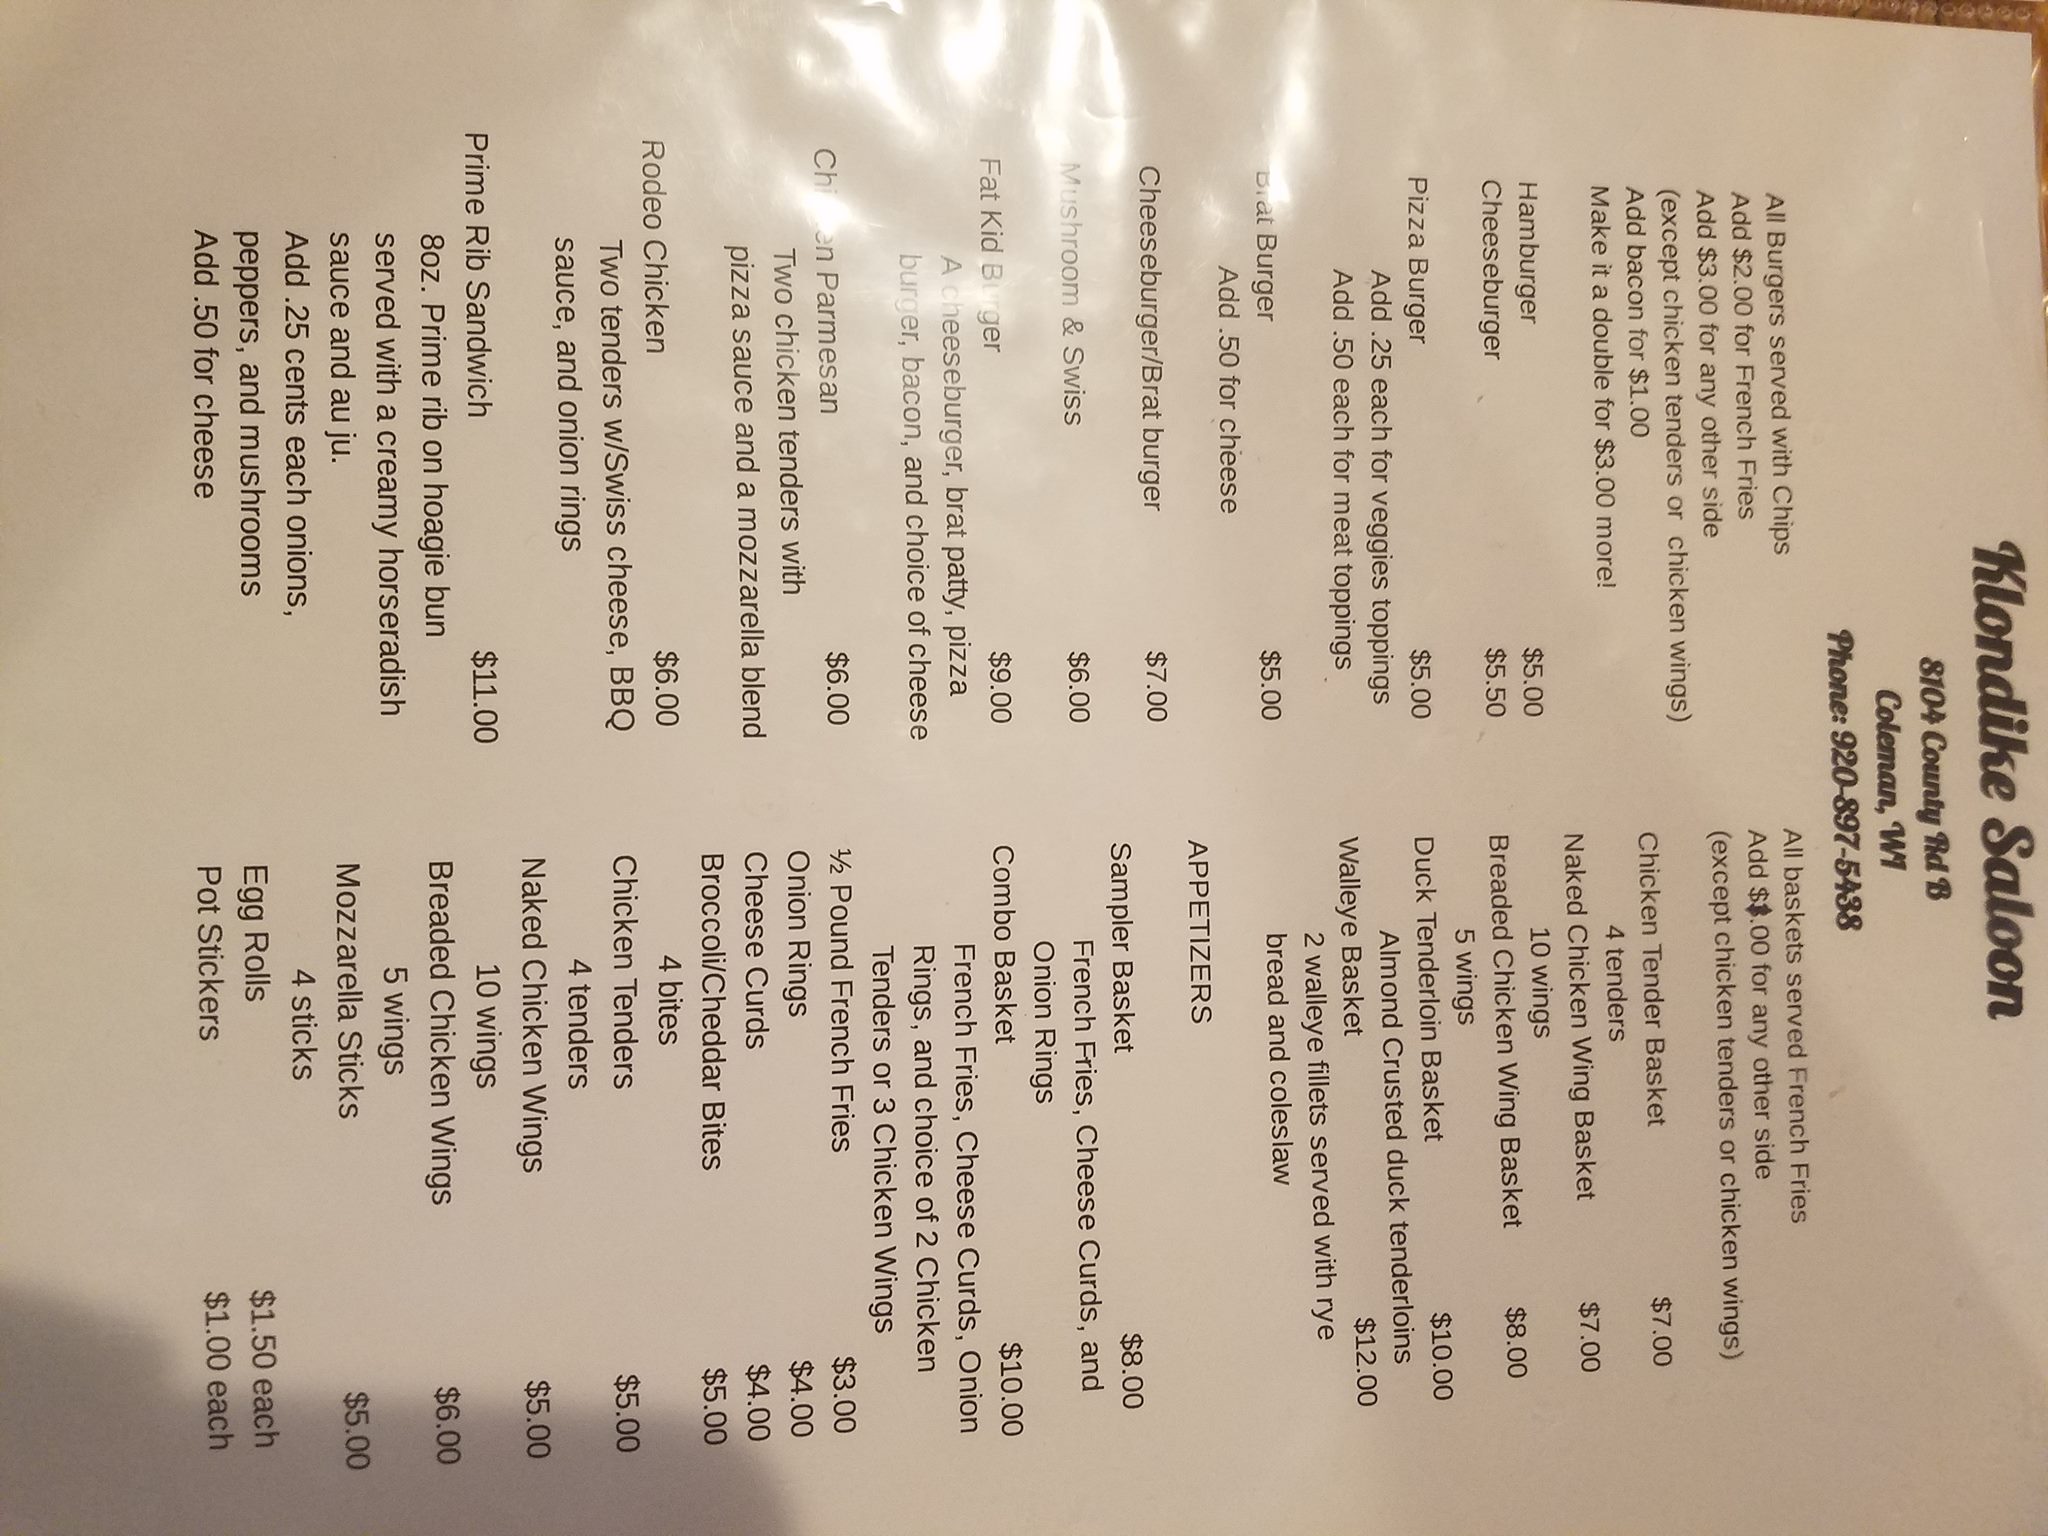 Klondike Saloon
8104 County Rd B
Coleman, WI
Phone: 920-897-5438
All Burgers served with Chips
Add $2.00 for French Fries
Add $3.00 for any other side
(except chicken tenders or chicken wings)
Add bacon for $1.00
Make it a double for $3.00 more!
Hamburger $5.00
Cheeseburger $5.50
Pizza Burger $5.00
Add .25 each for veggies toppings
Add .50 each for meat toppings
Brat Burger $5.00
Add .50 for cheese
Cheeseburger/Brat burger $7.00
Mushroom & Swiss $6.00
Fat Kid Burger $9.00
A cheeseburger, brat patty, pizza
burger, bacon, and choice of cheese
Chicken Parmesan $6.00
Two chicken tenders with
pizza sauce and a mozzarella blend
Rodeo Chicken $6.00
Two tenders w/Swiss cheese, BBQ
sauce, and onion rings
Prime Rib Sandwich $11.00
8oz. Prime rib on hoagie bun
served with a creamy horseradish
sauce and au ju.
Add .25 cents each onions,
peppers, and mushrooms
Add .50 for cheese
All baskets served French Fries
Add .00 for any other side
(except chicken tenders or chicken wings)
Chicken Tender Basket $7.00
4 tenders
Naked Chicken Wing Basket $7.00
10 wings
Breaded Chicken Wing Basket $8.00
5 wings
Duck Tenderloin Basket $10.00
Almond Crusted duck tenderloins
Walleye Basket $12.00
2 walleye fillets served with rye
bread and coleslaw
APPETIZERS
Sampler Basket $8.00
French Fries, Cheese Curds, and
Onion Rings
Combo Basket $10.00
French Fries, Cheese Curds, Onion
Rings, and choice of 2 Chicken
Tenders or 3 Chicken Wings
½ Pound French Fries $3.00
Onion Rings $4.00
Cheese Curds $4.00
Broccoli/Cheddar Bites $5.00
4 bites
Chicken Tenders $5.00
4 tenders
Naked Chicken Wings $5.00
10 wings
Breaded Chicken Wings $6.00
5 wings
Mozzarella Sticks $5.00
4 sticks
Egg Rolls $1.50 each
Pot Stickers $1.00 each